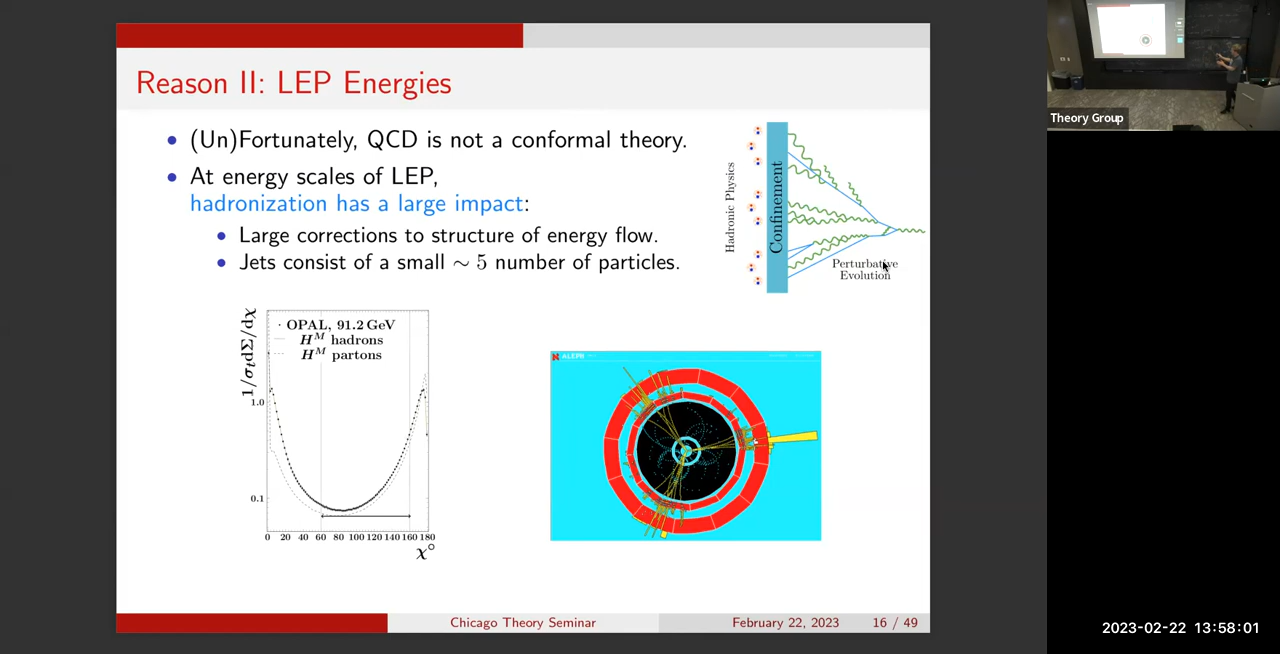 Reason II: LEP Energies
• (Un)Fortunately, QCD is not a conformal theory.
• At energy scales of LEP,
hadronization has a large impact:
• Large corrections to structure of energy flow.
• Jets consist of a small ∼ 5 number of particles.
Hadronic Physics
Confinement
Perturbative
Evolution
1/σₜdΣ/dχ
· OPAL, 91.2 GeV
Hᴹ hadrons
Hᴹ partons
1.0
0.1
0 20 40 60 80 100 120 140 160 180
χ°
ALEPH
Chicago Theory Seminar
February 22, 2023
16 / 49
Theory Group
2023-02-22 13:58:01